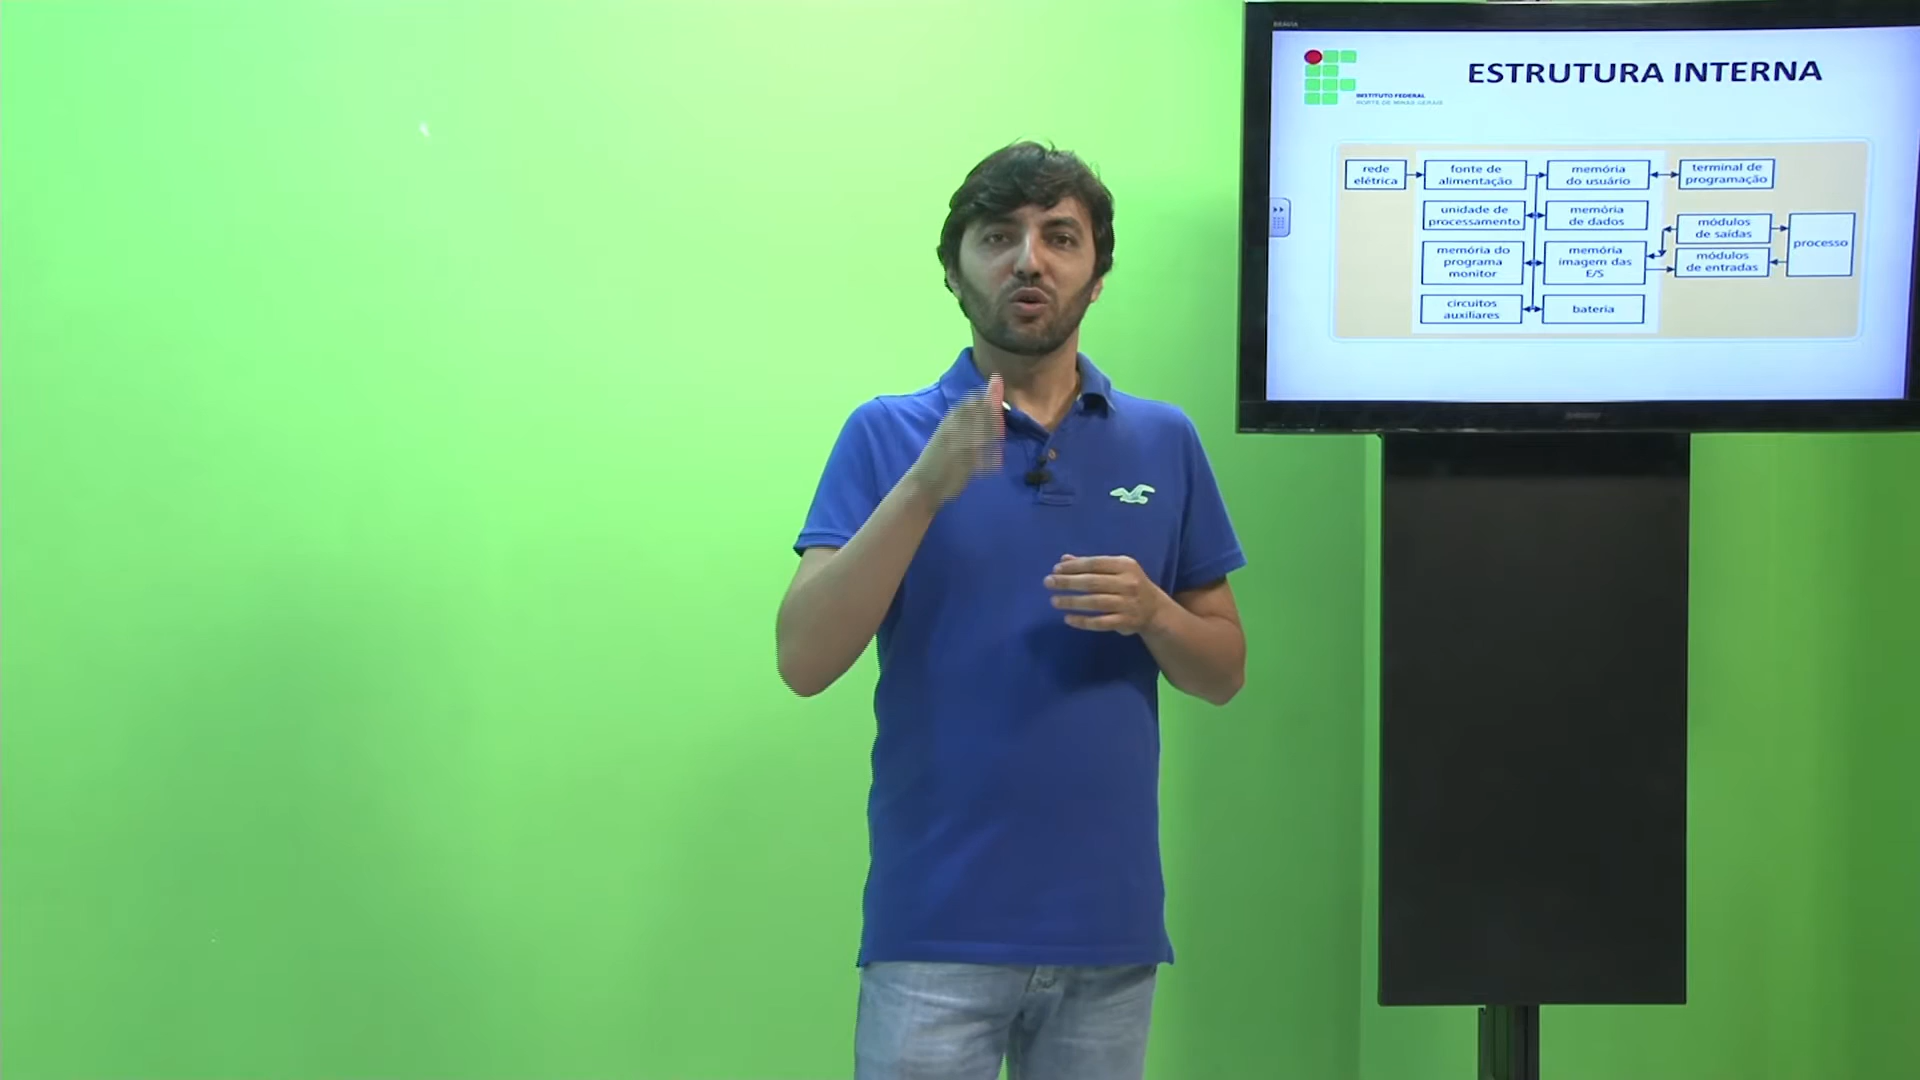 BRAVIA
ESTRUTURA INTERNA
INSTITUTO FEDERAL
NORTE DE MINAS GERAIS
rede
elétrica
fonte de
alimentação
memória
do usuário
terminal de
programação
unidade de
processamento
memória
de dados
módulos
de saídas
processo
memória do
programa
monitor
memória
imagem das
E/S
módulos
de entradas
circuitos
auxiliares
bateria